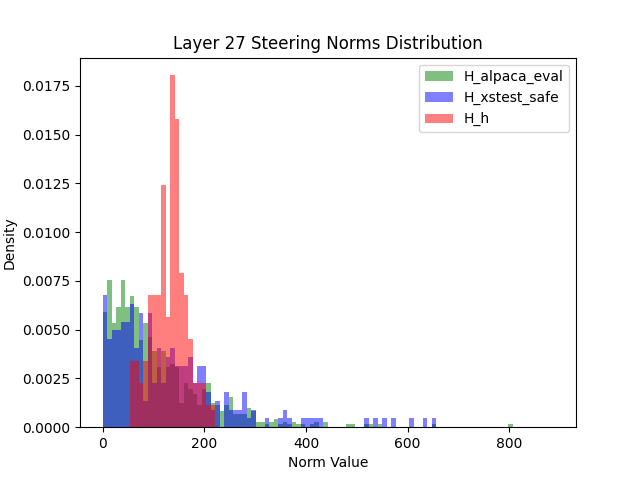 Layer 27 Steering Norms Distribution
H_alpaca_eval
H_xstest_safe
H_h
0.0175
0.0150
0.0125
0.0100
0.0075
0.0050
0.0025
0.0000
Density
0 200 400 600 800
Norm Value